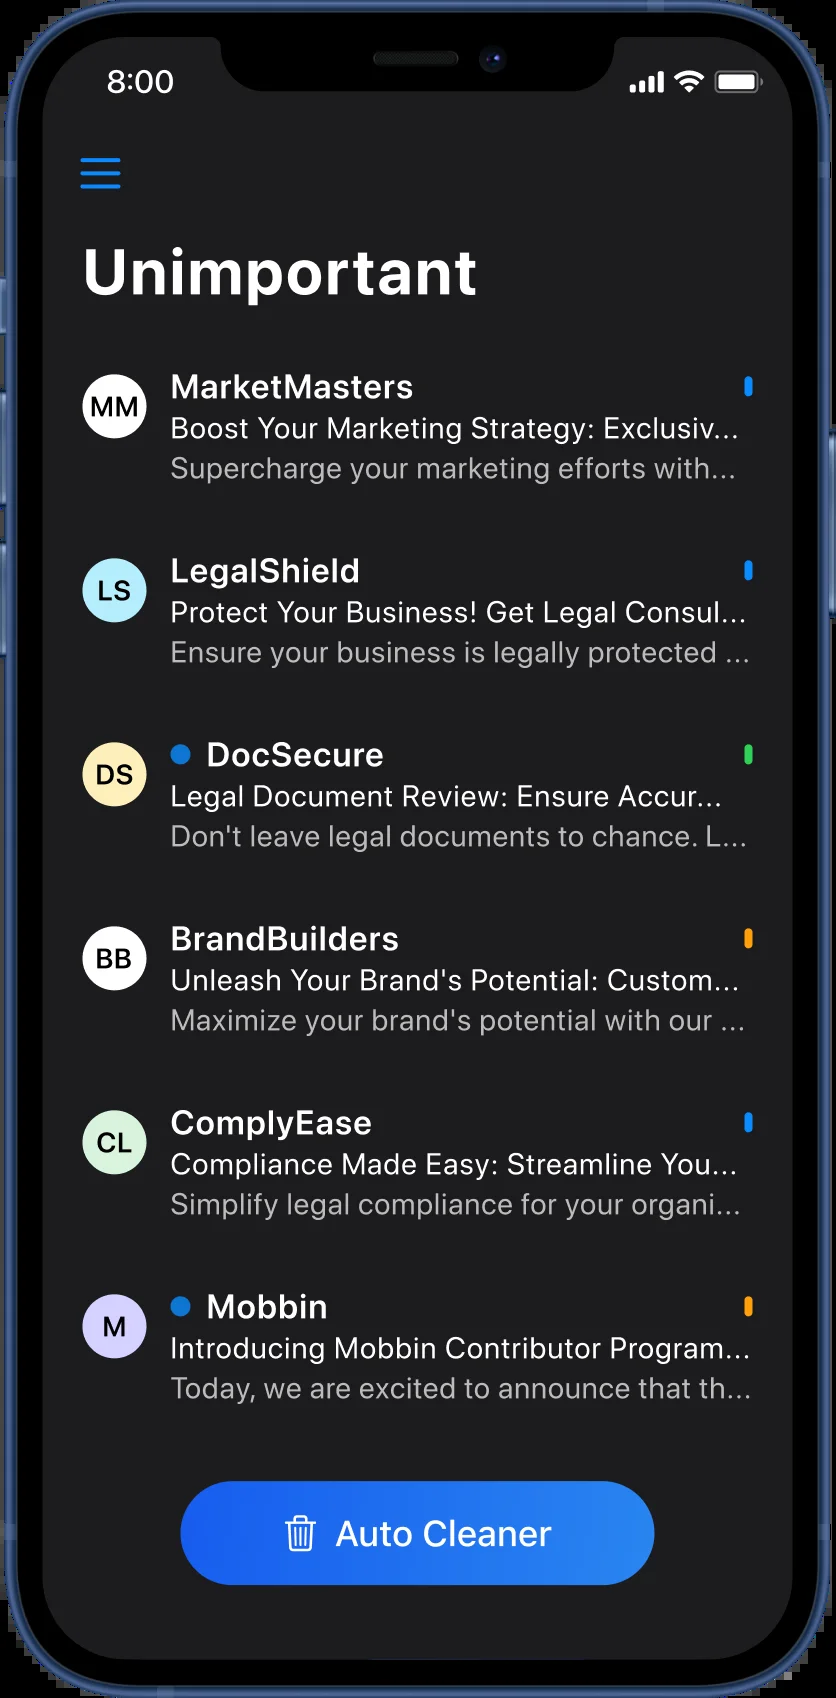 8:00
Unimportant
MM
MarketMasters
Boost Your Marketing Strategy: Exclusiv...
Supercharge your marketing efforts with...
LS
LegalShield
Protect Your Business! Get Legal Consul...
Ensure your business is legally protected ...
DS
DocSecure
Legal Document Review: Ensure Accur...
Don't leave legal documents to chance. L...
BB
BrandBuilders
Unleash Your Brand's Potential: Custom...
Maximize your brand's potential with our ...
CL
ComplyEase
Compliance Made Easy: Streamline You...
Simplify legal compliance for your organi...
M
Mobbin
Introducing Mobbin Contributor Program...
Today, we are excited to announce that th...
Auto Cleaner